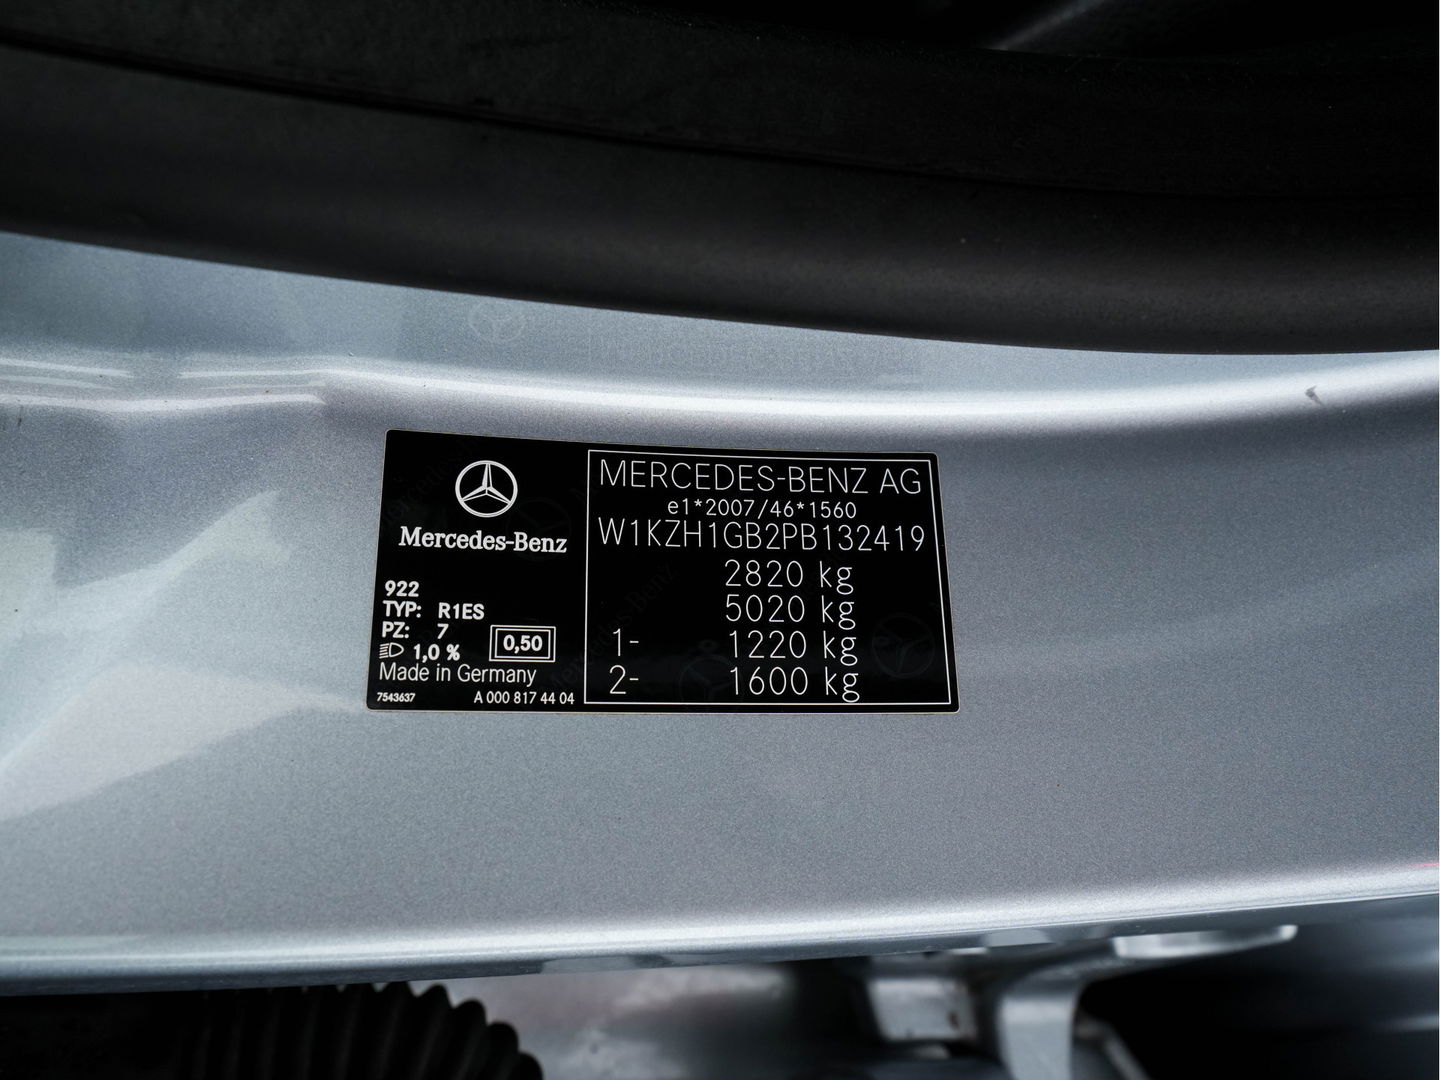 Mercedes-Benz
922
TYP: R1ES
PZ: 7
1,0 %
0,50
Made in Germany
7543637
A 000 817 44 04
MERCEDES-BENZ AG
e1*2007/46*1560
W1KZH1GB2PB132419
2820 kg
5020 kg
1- 1220 kg
2- 1600 kg